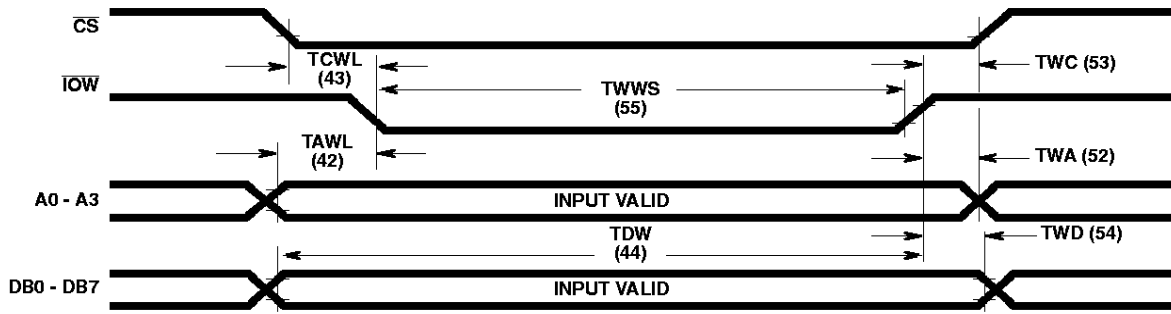 CS
TCWL
(43)
TWC (53)
IOW
TWWS
(55)
TAWL
(42)
TWA (52)
A0 - A3
INPUT VALID
TDW
(44)
TWD (54)
DB0 - DB7
INPUT VALID